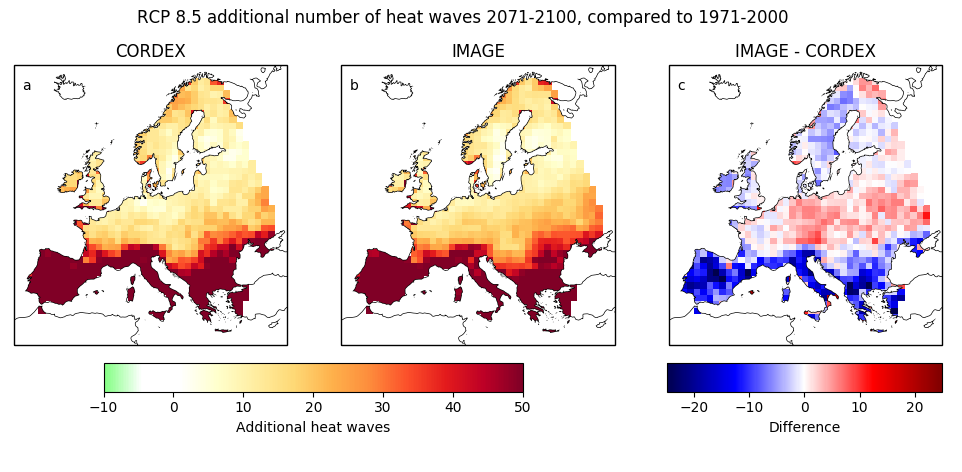 RCP 8.5 additional number of heat waves 2071-2100, compared to 1971-2000
CORDEX
IMAGE
IMAGE - CORDEX
a
b
c
−10 0 10 20 30 40 50
Additional heat waves
−20 −10 0 10 20
Difference